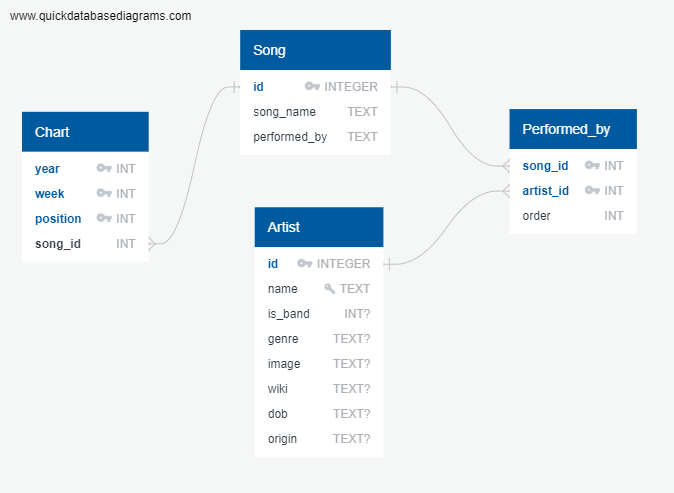 www.quickdatabasediagrams.com
Song
id INTEGER
song_name TEXT
performed_by TEXT
Chart
year INT
week INT
position INT
song_id INT
Performed_by
song_id INT
artist_id INT
order INT
Artist
id INTEGER
name TEXT
is_band INT?
genre TEXT?
image TEXT?
wiki TEXT?
dob TEXT?
origin TEXT?